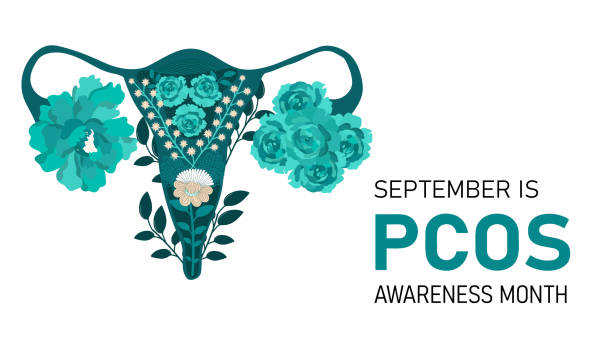 SEPTEMBER IS
PCOS
AWARENESS MONTH